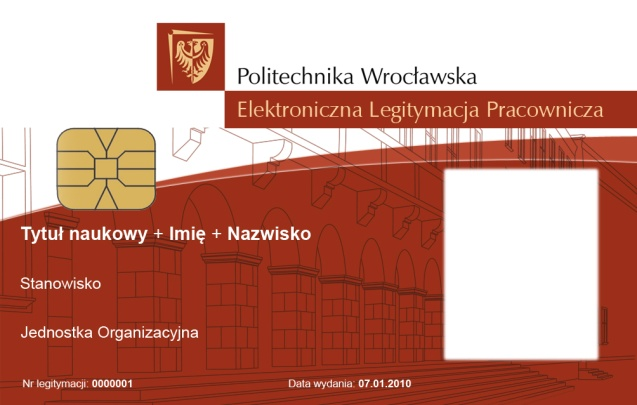 Politechnika Wrocławska
Elektroniczna Legitymacja Pracownicza
Tytuł naukowy + Imię + Nazwisko
Stanowisko
Jednostka Organizacyjna
Nr legitymacji: 0000001 Data wydania: 07.01.2010